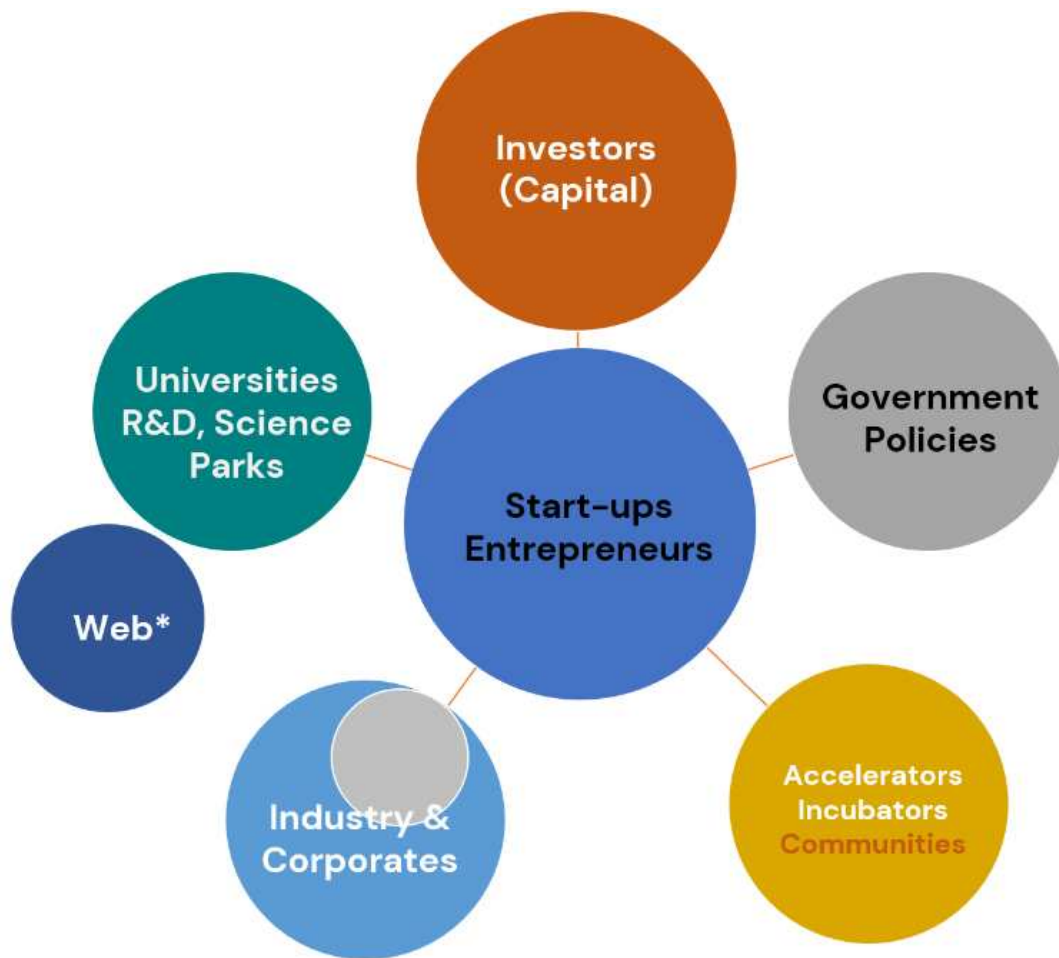 Investors
(Capital)
Universities
R&D, Science
Parks
Government
Policies
Start-ups
Entrepreneurs
Web*
Industry &
Corporates
Accelerators
Incubators
Communities